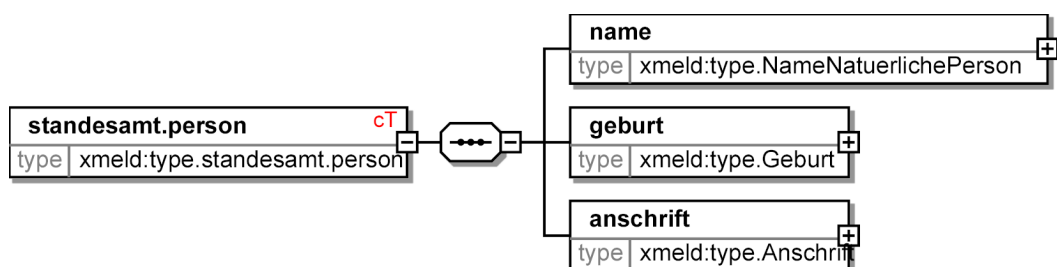 name
type xmeld:type.NameNatuerlichePerson
standesamt.person cT
type xmeld:type.standesamt.person
geburt
type xmeld:type.Geburt
anschrift
type xmeld:type.Anschrift